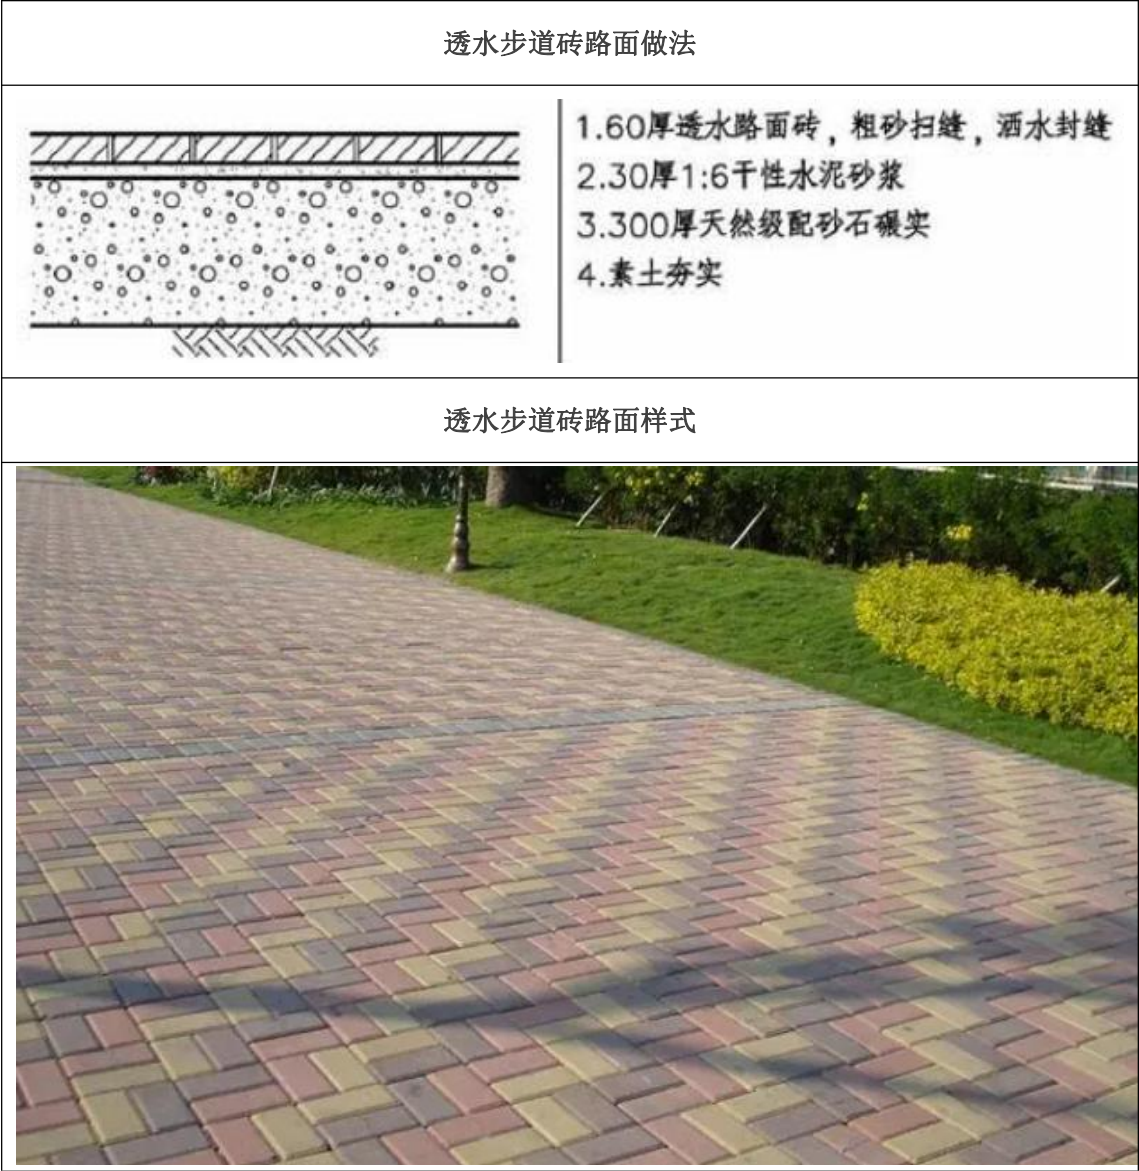 透水步道砖路面做法
1.60厚透水路面砖，粗砂扫缝，洒水封缝
2.30厚1:6干性水泥砂浆
3.300厚天然级配砂石碾实
4.素土夯实
透水步道砖路面样式